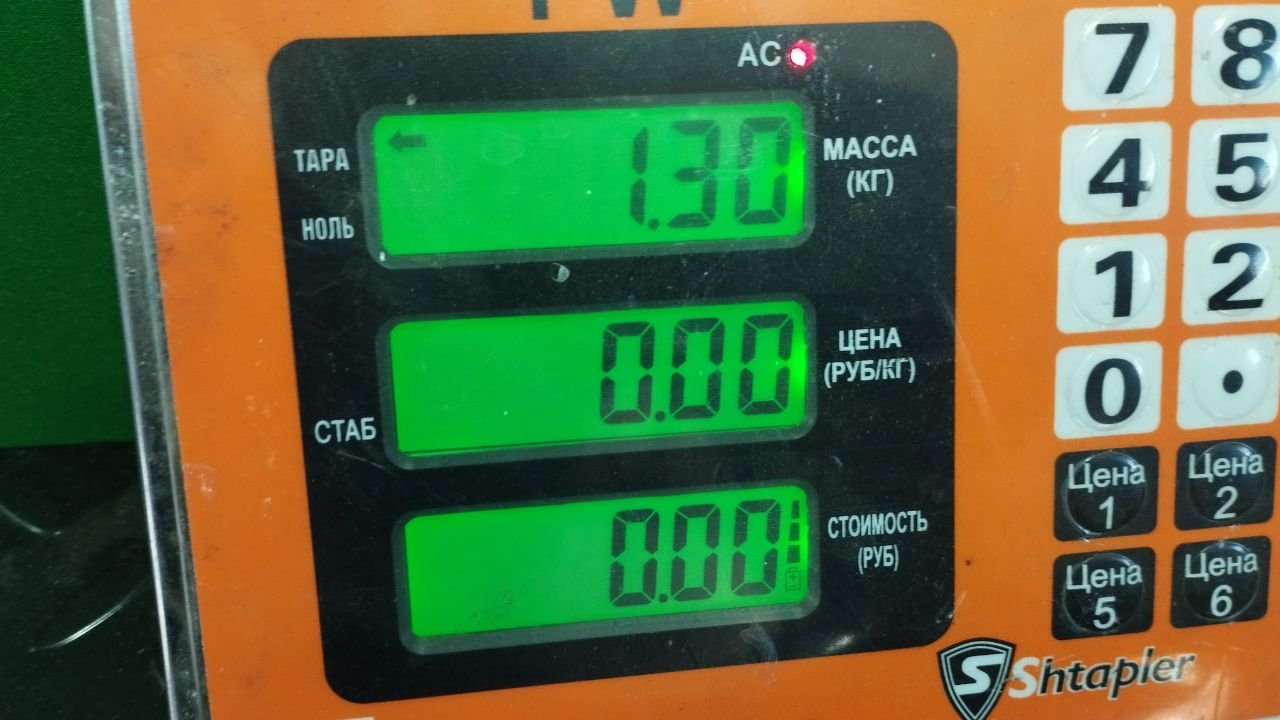 AC
ТАРА
НОЛЬ
1.30
МАССА
(КГ)
0.00
ЦЕНА
(РУБ/КГ)
СТАБ
0.00
СТОИМОСТЬ
(РУБ)
7 8
4 5
1 2
0 .
Цена 1
Цена 2
Цена 5
Цена 6
S Shtapler